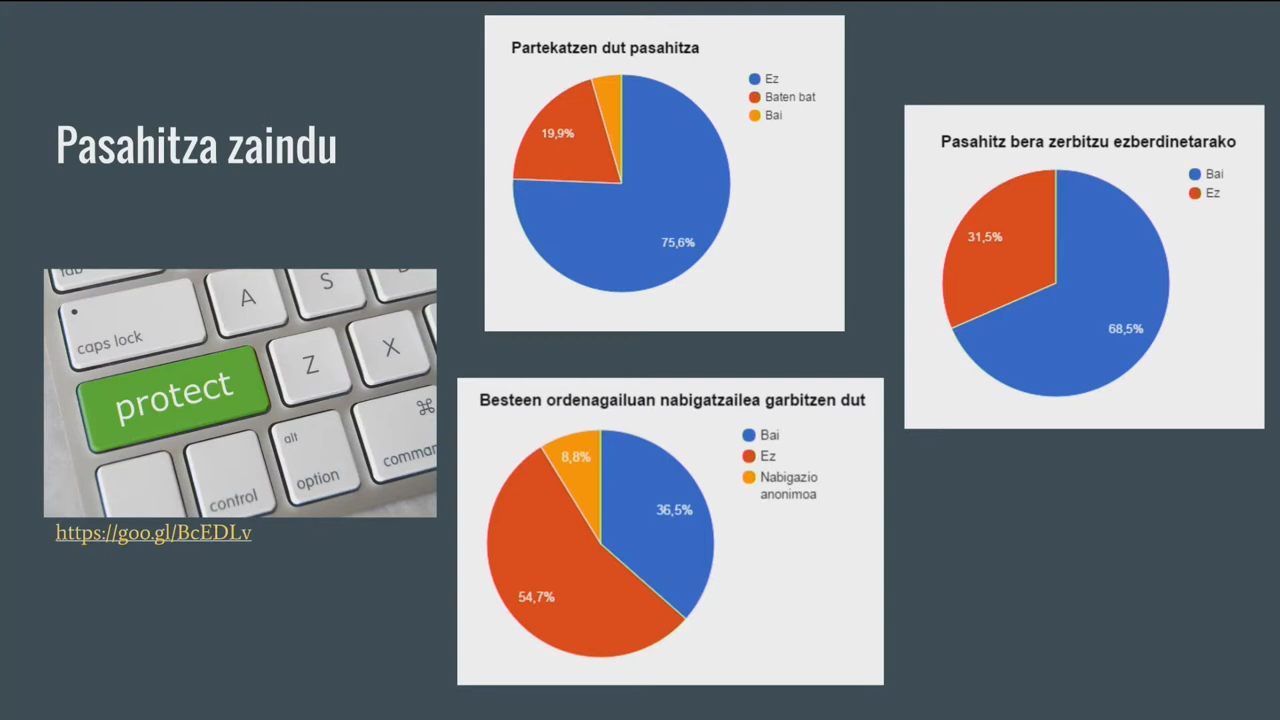 Pasahitza zaindu
tab
caps lock
A
S
protect
Z
X
⌘
alt
control
option
comman
https://goo.gl/BcEDLv
Partekatzen dut pasahitza
Ez
Baten bat
Bai
19,9%
75,6%
Besteen ordenagailuan nabigatzailea garbitzen dut
Bai
Ez
Nabigazio
anonimoa
8,8%
36,5%
54,7%
Pasahitz bera zerbitzu ezberdinetarako
Bai
Ez
31,5%
68,5%